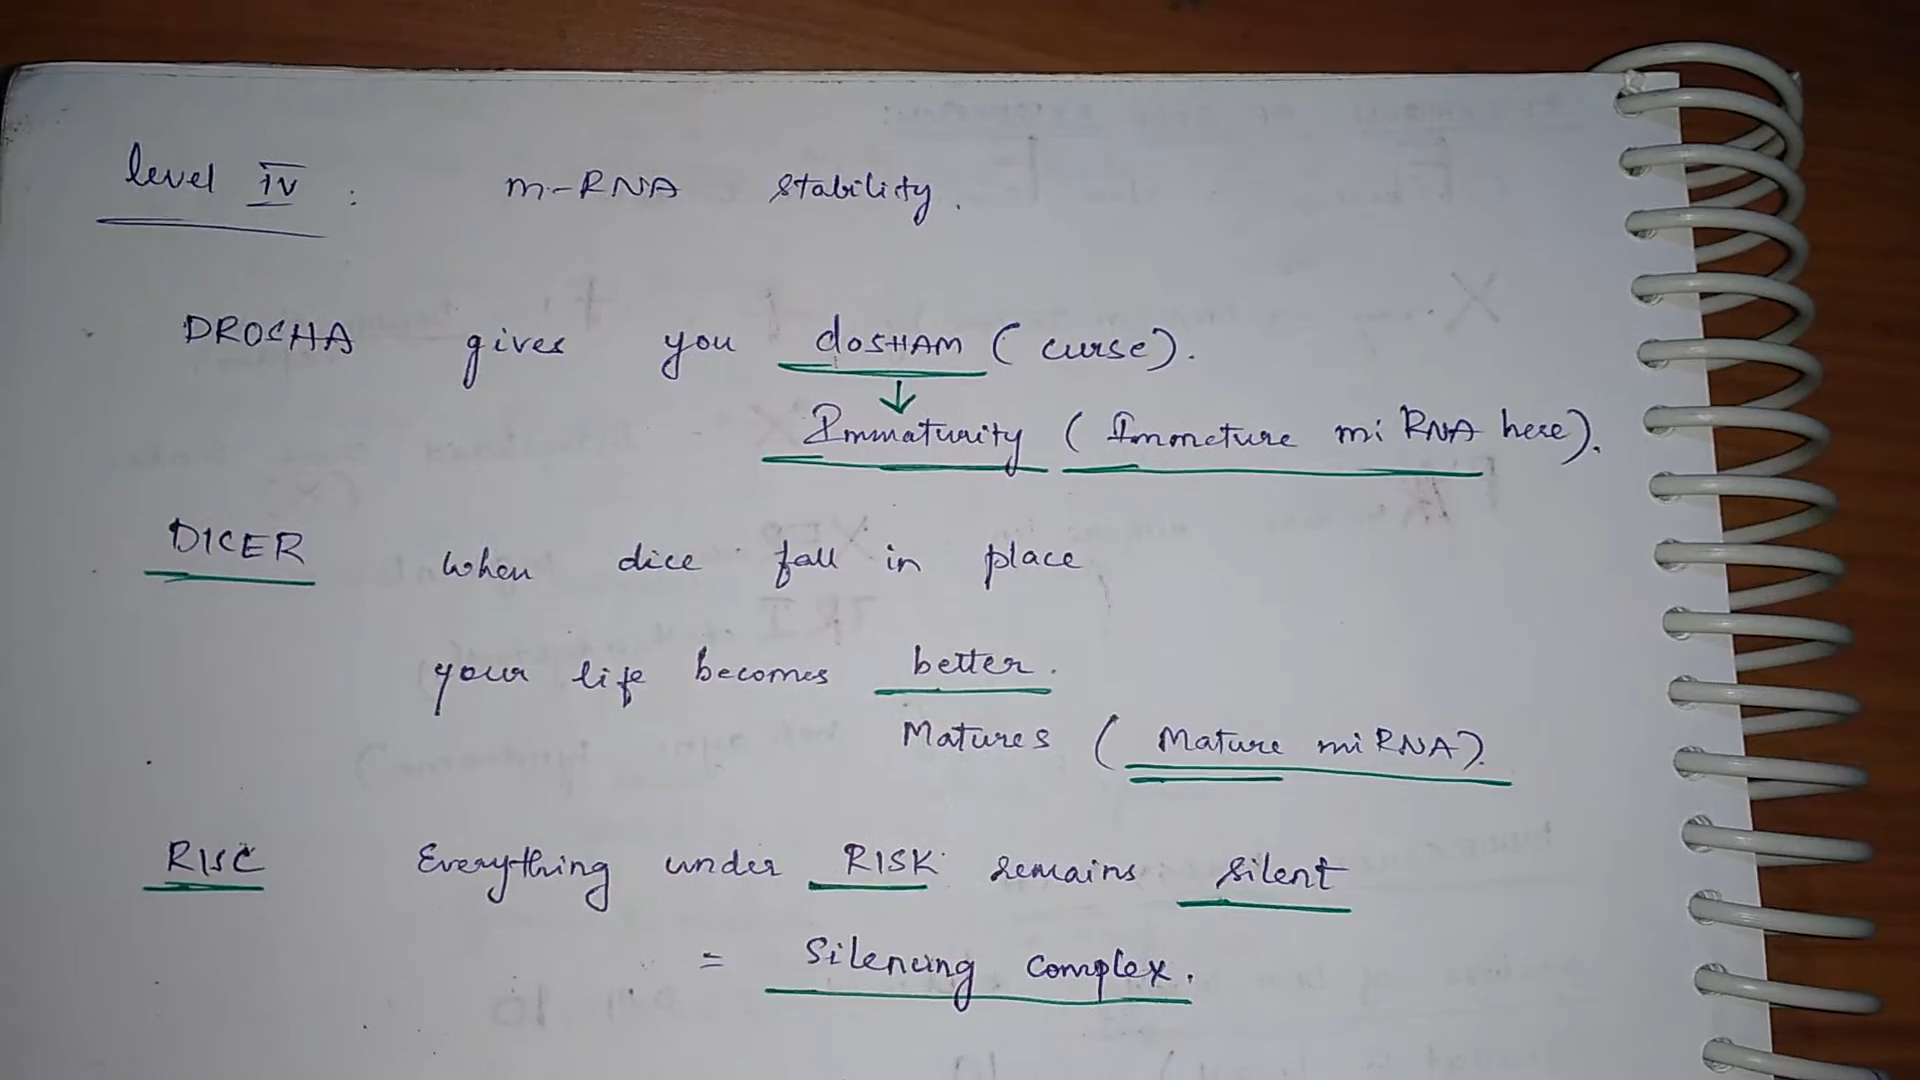 level IV : m-RNA stability.
DROSHA gives you doSHAM (curse).
Immaturity (Immature mi RNA here).
DICER when dice fall in place
your life becomes better.
Matures (Mature mi RNA).
RISC Everything under RISK remains silent
= Silencing complex.